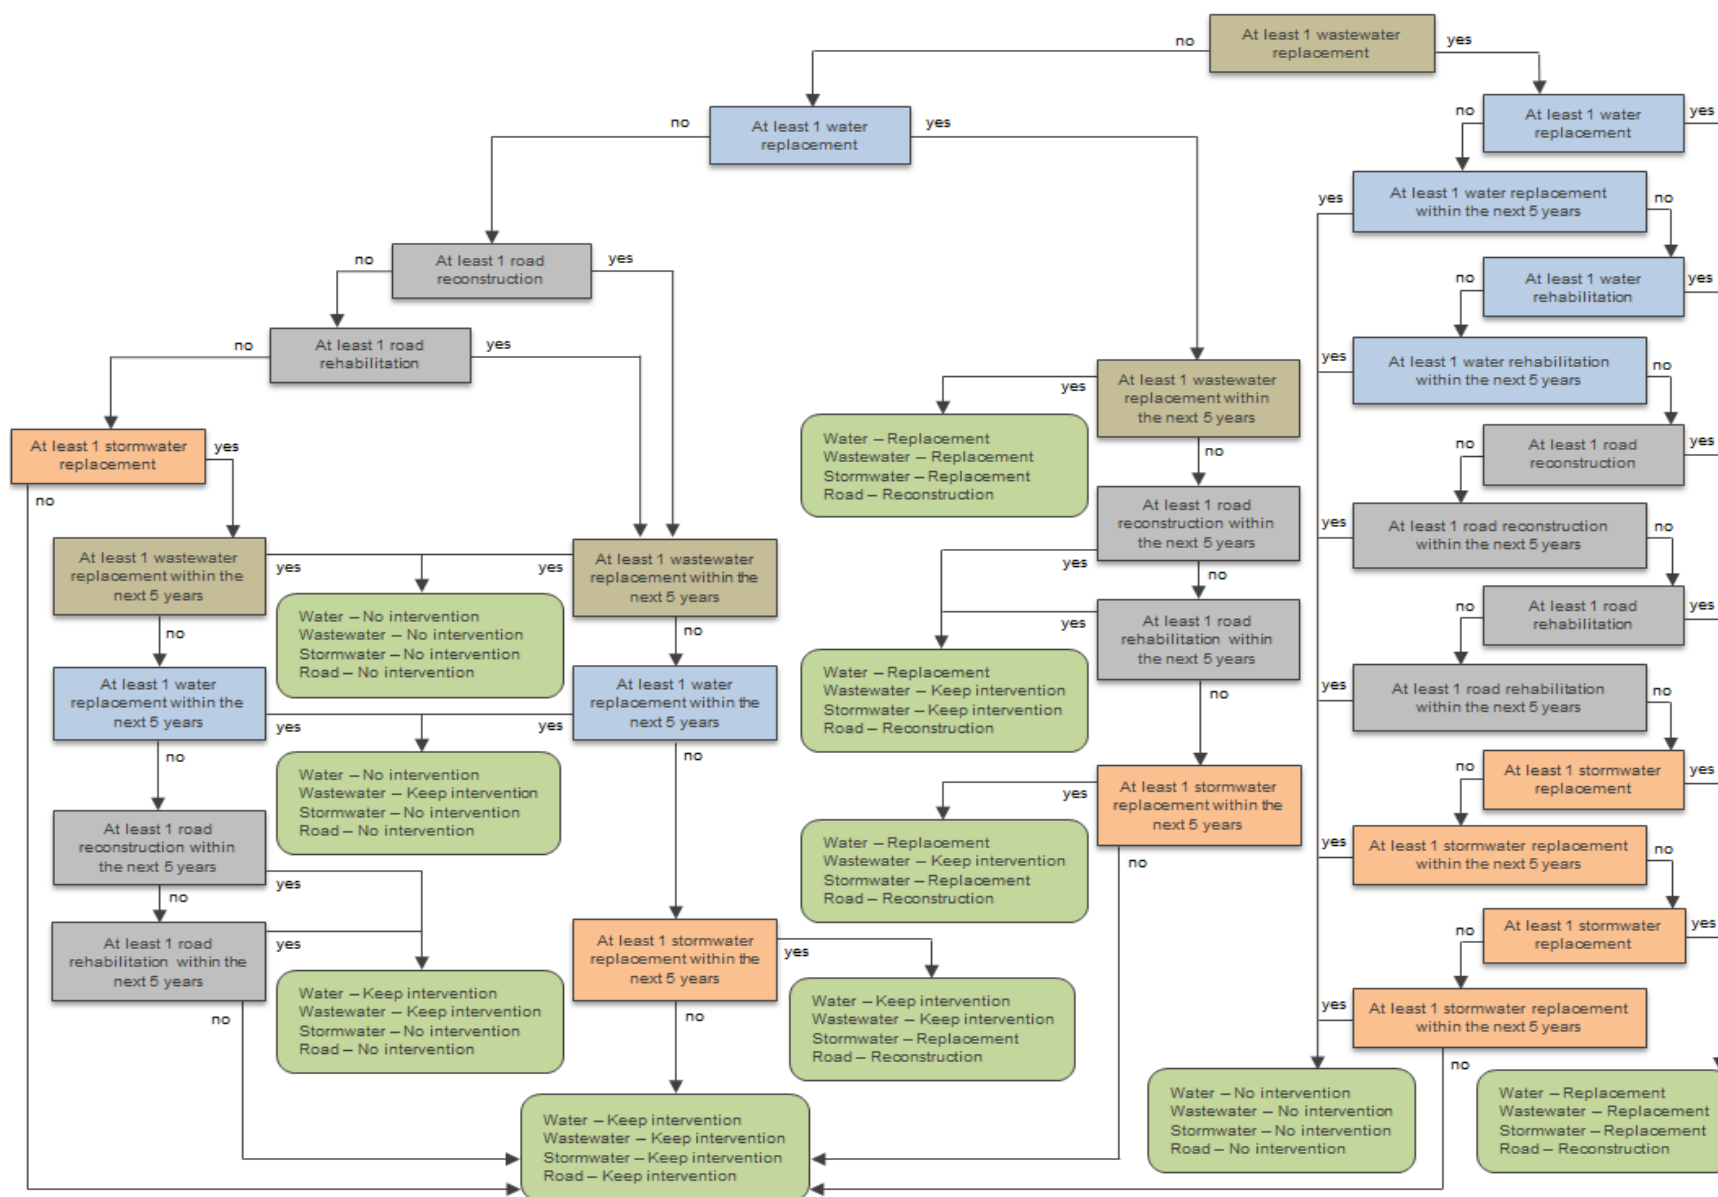 At least 1 wastewater
replacement
no
yes
At least 1 water
replacement
no
yes
At least 1 water
replacement
no
yes
At least 1 water replacement
within the next 5 years
yes
no
At least 1 road
reconstruction
no
yes
At least 1 water
rehabilitation
no
yes
At least 1 road
rehabilitation
no
yes
At least 1 water rehabilitation
within the next 5 years
yes
no
At least 1 wastewater
replacement within
the next 5 years
yes
no
Water – Replacement
Wastewater – Replacement
Stormwater – Replacement
Road – Reconstruction
At least 1 stormwater
replacement
yes
no
At least 1 road
reconstruction
no
yes
At least 1 road
reconstruction within
the next 5 years
yes
no
At least 1 road reconstruction
within the next 5 years
yes
no
At least 1 wastewater
replacement within the
next 5 years
yes
no
At least 1 wastewater
replacement within the
next 5 years
yes
no
Water – No intervention
Wastewater – No intervention
Stormwater – No intervention
Road – No intervention
At least 1 road
rehabilitation within
the next 5 years
yes
no
At least 1 road
rehabilitation
no
yes
At least 1 water
replacement within the
next 5 years
yes
no
At least 1 water
replacement within the
next 5 years
yes
no
Water – Replacement
Wastewater – Keep intervention
Stormwater – Keep intervention
Road – Reconstruction
At least 1 road rehabilitation
within the next 5 years
yes
no
Water – No intervention
Wastewater – Keep intervention
Stormwater – No intervention
Road – No intervention
At least 1 stormwater
replacement within the
next 5 years
yes
no
At least 1 stormwater
replacement
no
yes
At least 1 road
reconstruction within
the next 5 years
yes
no
Water – Replacement
Wastewater – Keep intervention
Stormwater – Replacement
Road – Reconstruction
At least 1 stormwater replacement
within the next 5 years
yes
no
At least 1 road
rehabilitation within the
next 5 years
yes
no
At least 1 stormwater
replacement within the
next 5 years
yes
no
At least 1 stormwater
replacement
no
yes
Water – Keep intervention
Wastewater – Keep intervention
Stormwater – No intervention
Road – No intervention
Water – Keep intervention
Wastewater – Keep intervention
Stormwater – Replacement
Road – Reconstruction
At least 1 stormwater replacement
within the next 5 years
yes
no
Water – Keep intervention
Wastewater – Keep intervention
Stormwater – Keep intervention
Road – Keep intervention
Water – No intervention
Wastewater – No intervention
Stormwater – No intervention
Road – No intervention
Water – Replacement
Wastewater – Replacement
Stormwater – Replacement
Road – Reconstruction